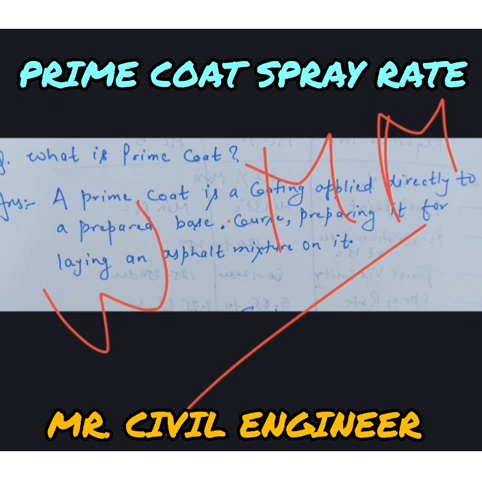 PRIME COAT SPRAY RATE
Q. What is Prime Coat?
Ans:- A prime coat is a Coating applied directly to
a prepared base course, preparing it for
laying an asphalt mixture on it.
MR. CIVIL ENGINEER